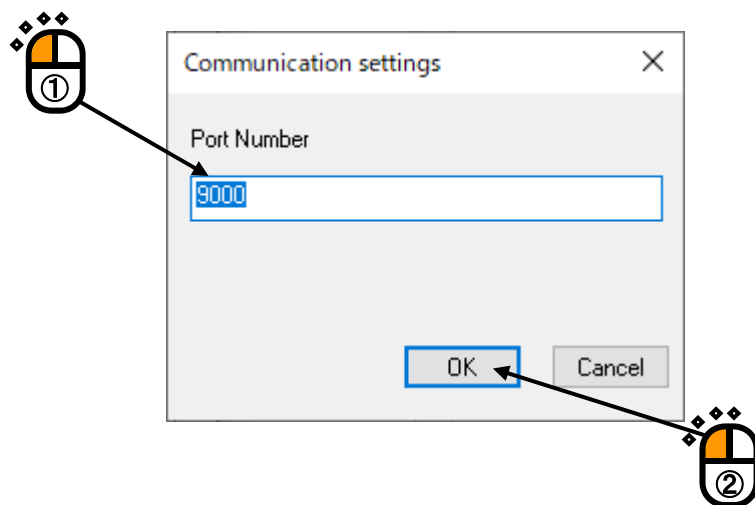 ①
Communication settings
Port Number
9000
OK
Cancel
②